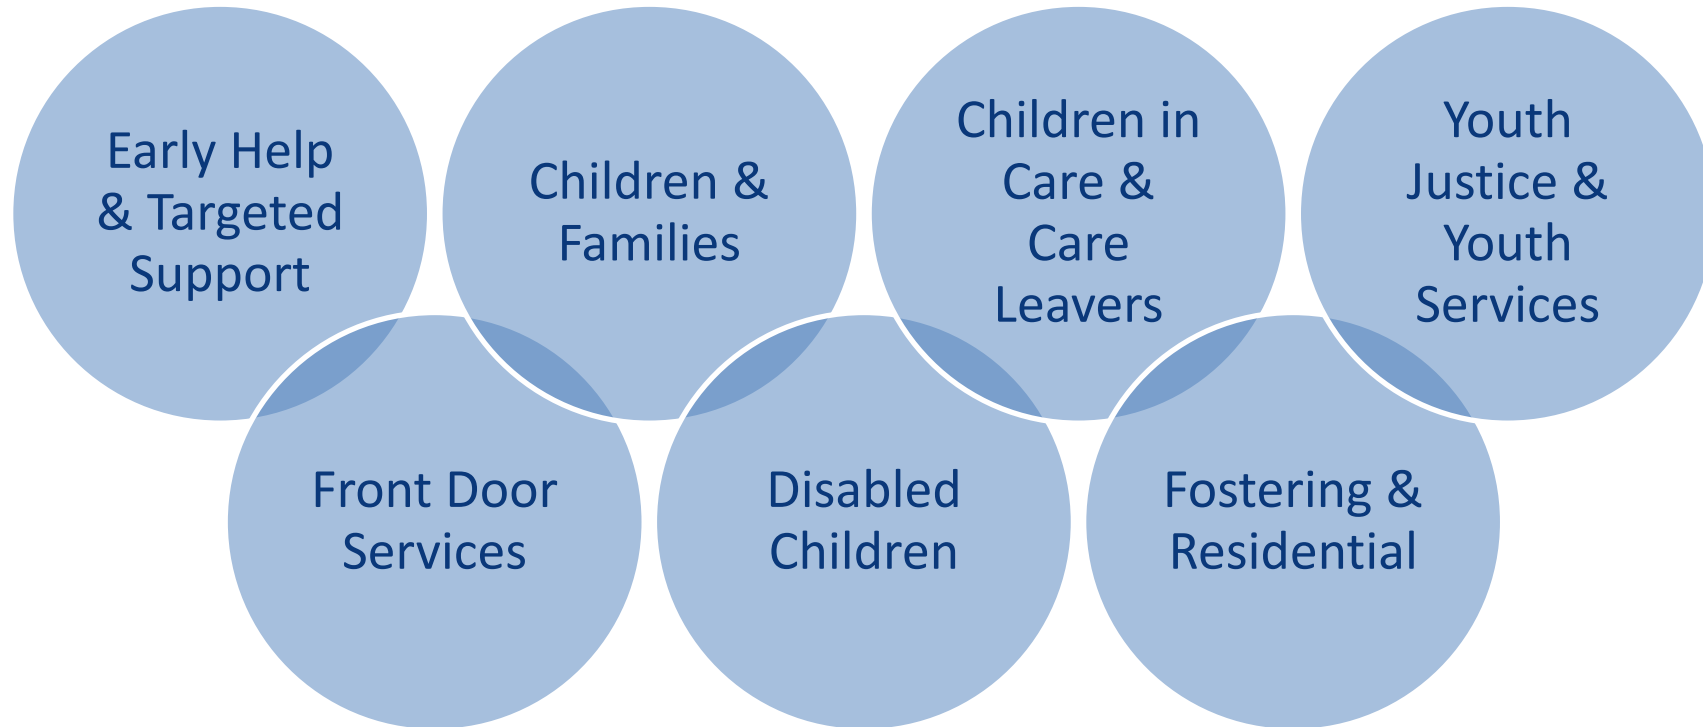 Early Help
& Targeted
Support
Children &
Families
Children in
Care &
Care
Leavers
Youth
Justice &
Youth
Services
Front Door
Services
Disabled
Children
Fostering &
Residential